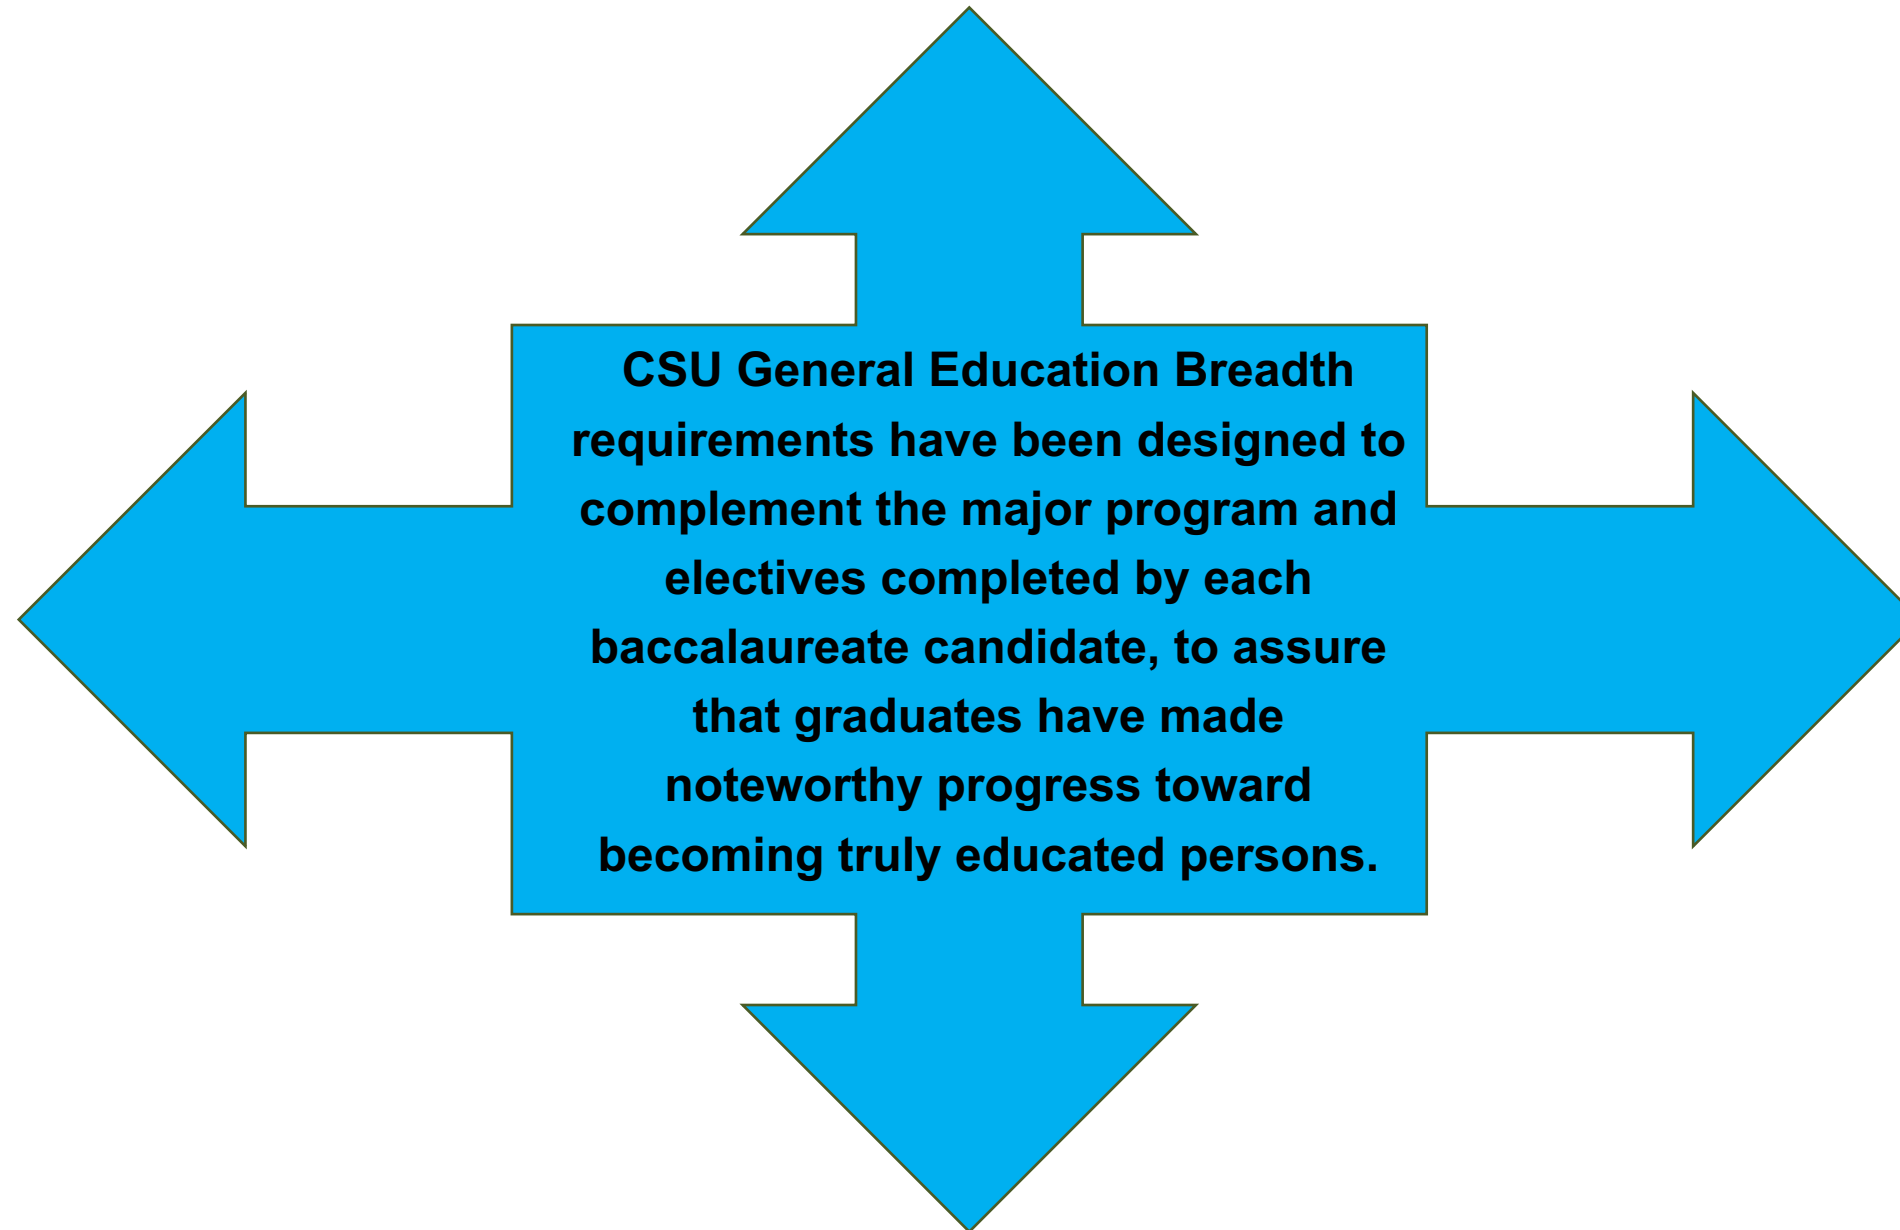 CSU General Education Breadth
requirements have been designed to
complement the major program and
electives completed by each
baccalaureate candidate, to assure
that graduates have made
noteworthy progress toward
becoming truly educated persons.